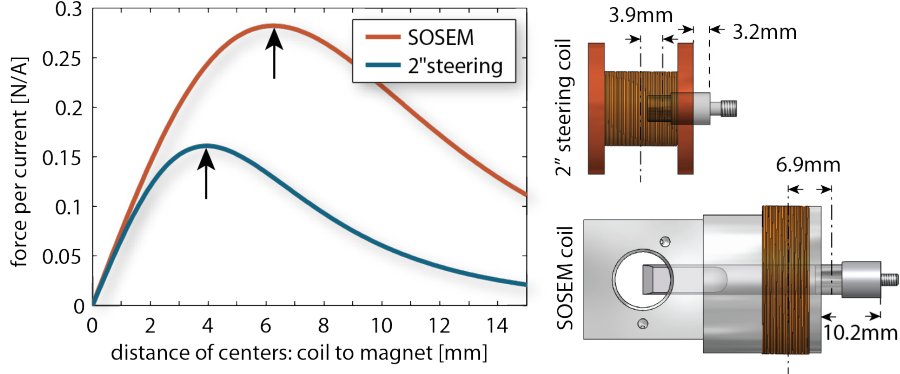 0.3
0.25
0.2
0.15
0.1
0.05
0
0 2 4 6 8 10 12 14
force per current [N/A]
distance of centers: coil to magnet [mm]
SOSEM
2"steering
2” steering coil
3.9mm
3.2mm
SOSEM coil
6.9mm
10.2mm